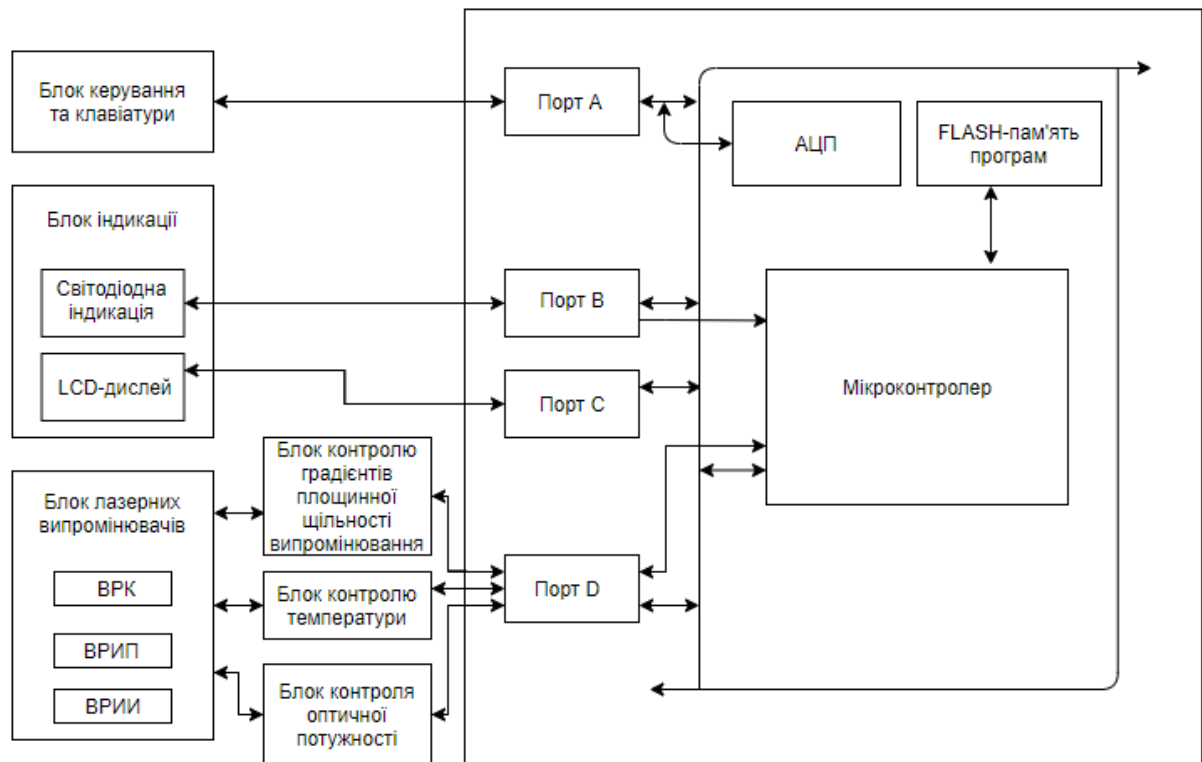 Блок керування
та клавіатури
Порт А
АЦП
FLASH-пам'ять
програм
Блок індикації
Світодіодна
індикація
LCD-дислей
Порт В
Порт С
Мікроконтролер
Блок лазерних
випромінювачів
ВРК
ВРИП
ВРИИ
Блок контролю
градієнтів
площинної
щільності
випромінювання
Блок контролю
температури
Блок контроля
оптичної
потужності
Порт D